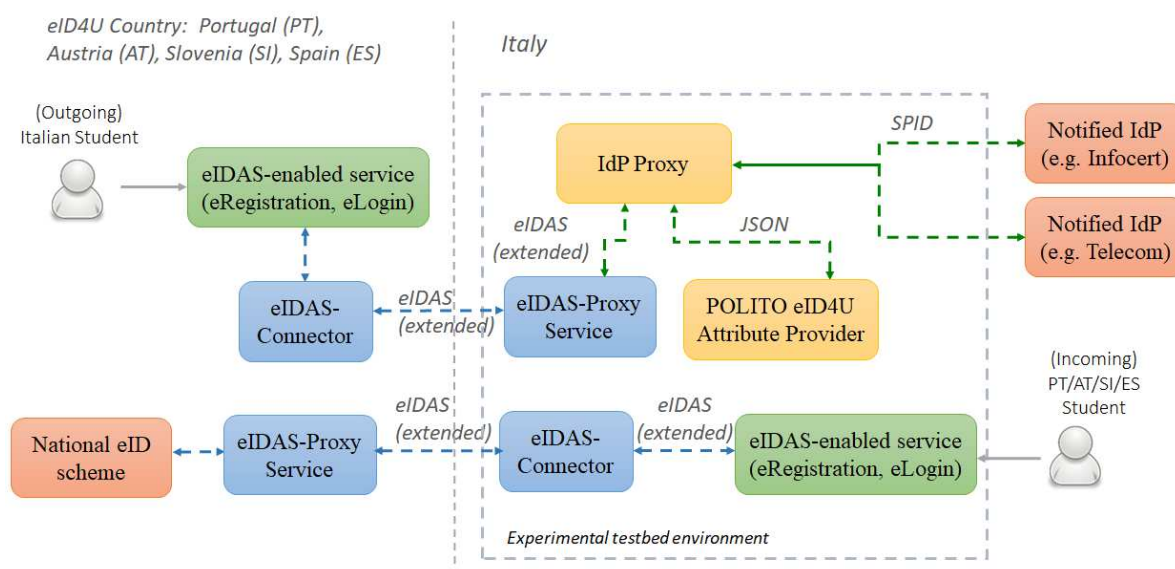 eID4U Country: Portugal (PT),
Austria (AT), Slovenia (SI), Spain (ES)
Italy
(Outgoing)
Italian Student
eIDAS-enabled service
(eRegistration, eLogin)
IdP Proxy
SPID
Notified IdP
(e.g. Infocert)
eIDAS
(extended)
JSON
Notified IdP
(e.g. Telecom)
eIDAS-
Connector
eIDAS
(extended)
eIDAS-Proxy
Service
POLITO eID4U
Attribute Provider
(Incoming)
PT/AT/SI/ES
Student
National eID
scheme
eIDAS-Proxy
Service
eIDAS
(extended)
eIDAS-
Connector
eIDAS
(extended)
eIDAS-enabled service
(eRegistration, eLogin)
Experimental testbed environment